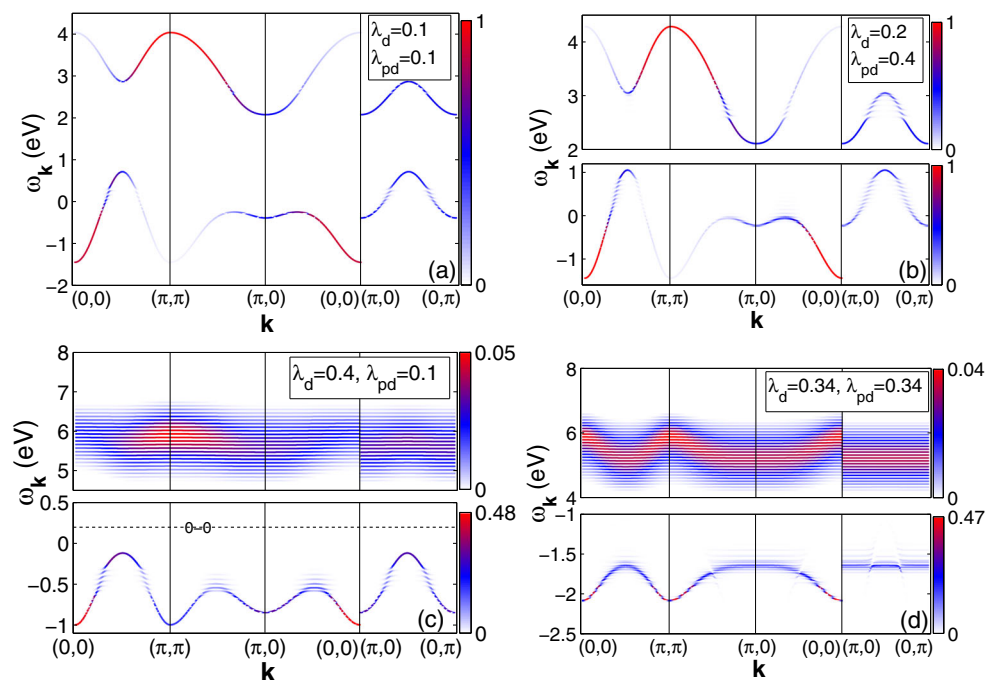 4
3
2
1
0
−1
−2
ω_k (eV)
λ_d=0.1
λ_pd=0.1
1
0
(a)
(0,0) (π,π) (π,0) (0,0) (π,0) (0,π)
k
4
3
2
ω_k (eV)
λ_d=0.2
λ_pd=0.4
1
0
1
0
−1
1
0
(b)
(0,0) (π,π) (π,0) (0,0) (π,0) (0,π)
k
8
7
6
5
ω_k (eV)
λ_d=0.4, λ_pd=0.1
0.05
0
0.5
0
−0.5
−1
0−0
0.48
0
(c)
(0,0) (π,π) (π,0) (0,0) (π,0) (0,π)
k
8
6
4
ω_k (eV)
λ_d=0.34, λ_pd=0.34
0.04
0
−1
−1.5
−2
−2.5
0.47
0
(d)
(0,0) (π,π) (π,0) (0,0) (π,0) (0,π)
k